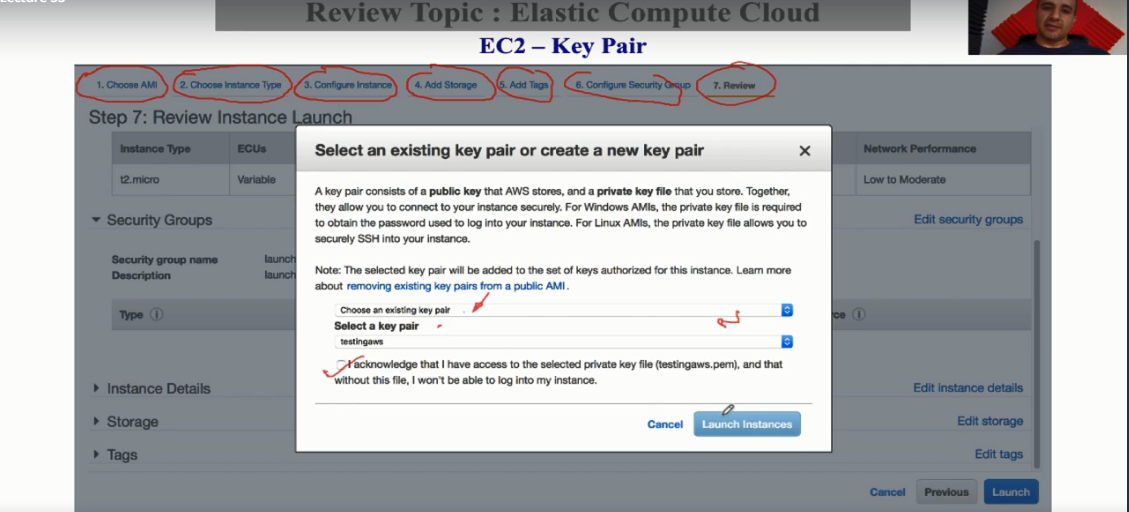 Review Topic : Elastic Compute Cloud
EC2 – Key Pair
1. Choose AMI 2. Choose Instance Type 3. Configure Instance 4. Add Storage 5. Add Tags 6. Configure Security Group 7. Review
Step 7: Review Instance Launch
Instance Type ECUs Network Performance
t2.micro Variable Low to Moderate
Security Groups Edit security groups
Security group name launch
Description launch
Type
Select an existing key pair or create a new key pair
A key pair consists of a public key that AWS stores, and a private key file that you store. Together,
they allow you to connect to your instance securely. For Windows AMIs, the private key file is required
to obtain the password used to log into your instance. For Linux AMIs, the private key file allows you to
securely SSH into your instance.
Note: The selected key pair will be added to the set of keys authorized for this instance. Learn more
about removing existing key pairs from a public AMI.
Choose an existing key pair
Select a key pair
testingaws
I acknowledge that I have access to the selected private key file (testingaws.pem), and that
without this file, I won't be able to log into my instance.
Cancel Launch Instances
Instance Details Edit instance details
Storage Edit storage
Tags Edit tags
Cancel Previous Launch